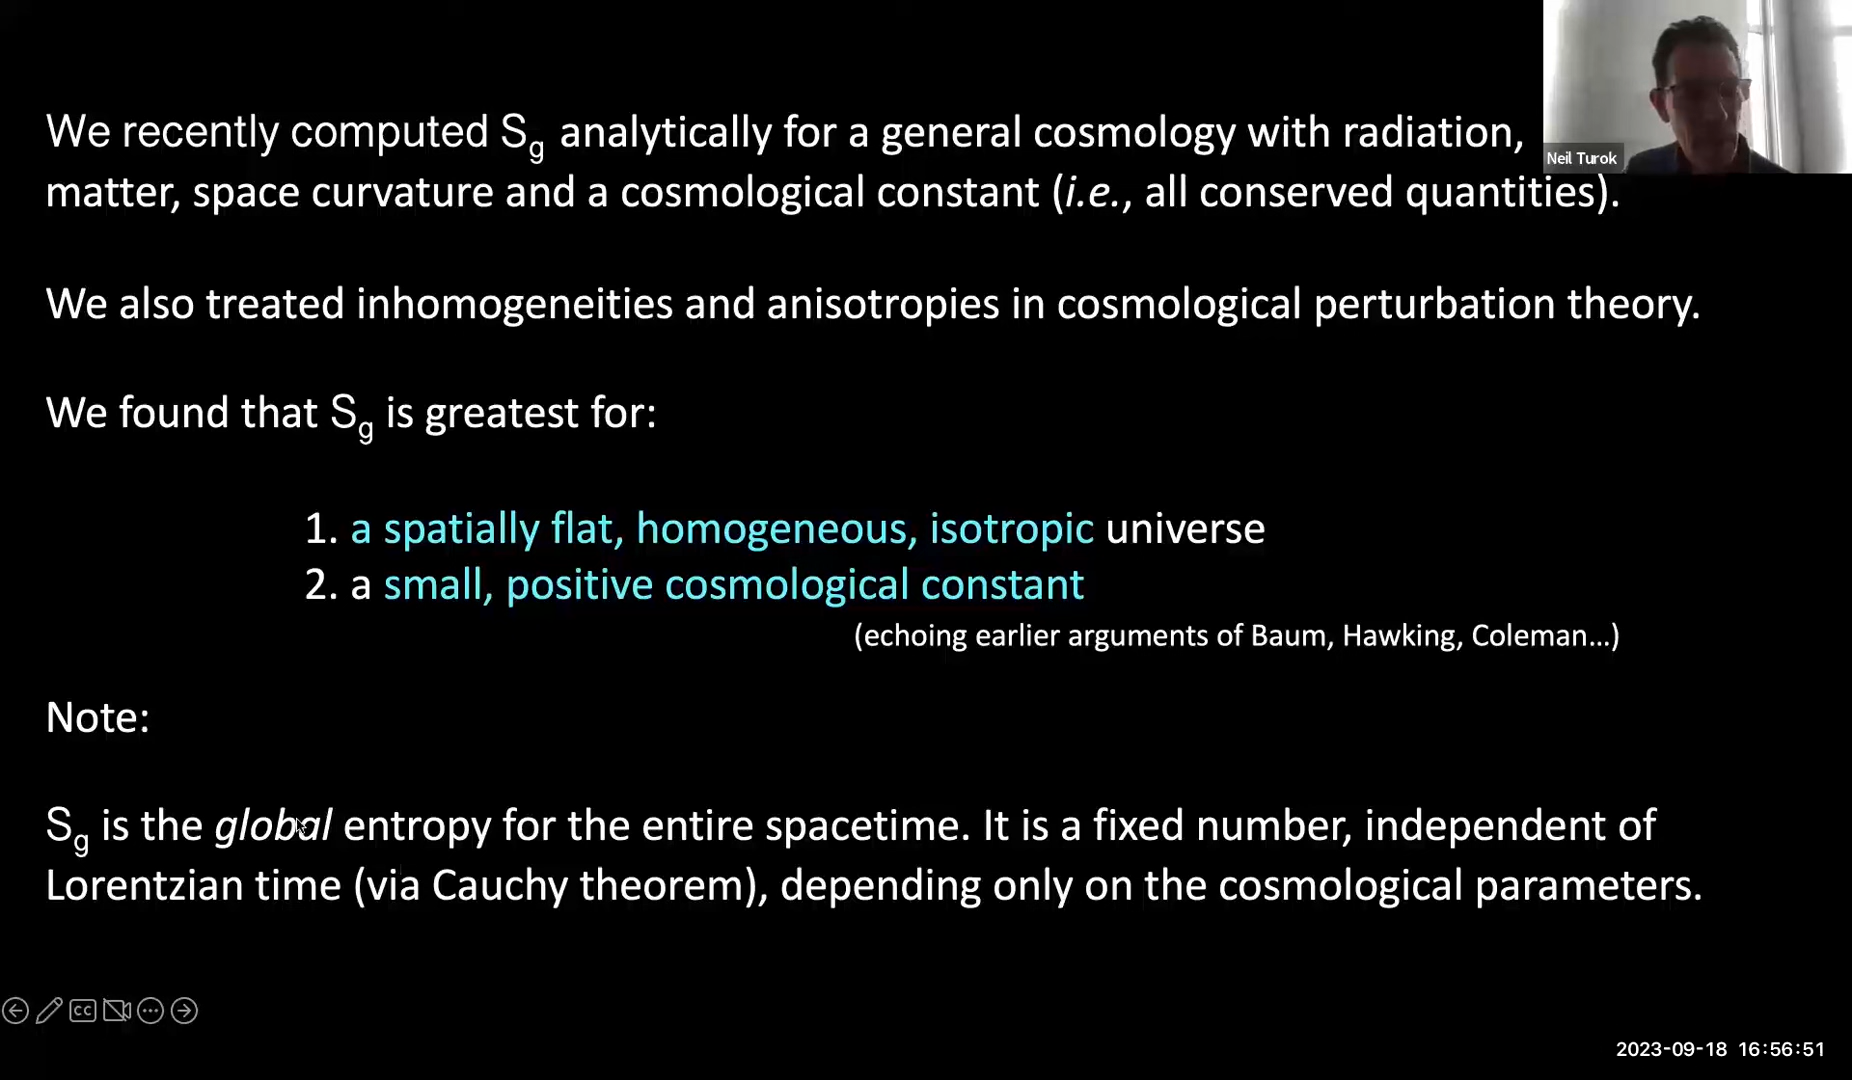 We recently computed Sg analytically for a general cosmology with radiation,
Neil Turok
matter, space curvature and a cosmological constant (i.e., all conserved quantities).
We also treated inhomogeneities and anisotropies in cosmological perturbation theory.
We found that Sg is greatest for:
1. a spatially flat, homogeneous, isotropic universe
2. a small, positive cosmological constant
(echoing earlier arguments of Baum, Hawking, Coleman...)
Note:
Sg is the global entropy for the entire spacetime. It is a fixed number, independent of
Lorentzian time (via Cauchy theorem), depending only on the cosmological parameters.
CC
2023-09-18 16:56:51